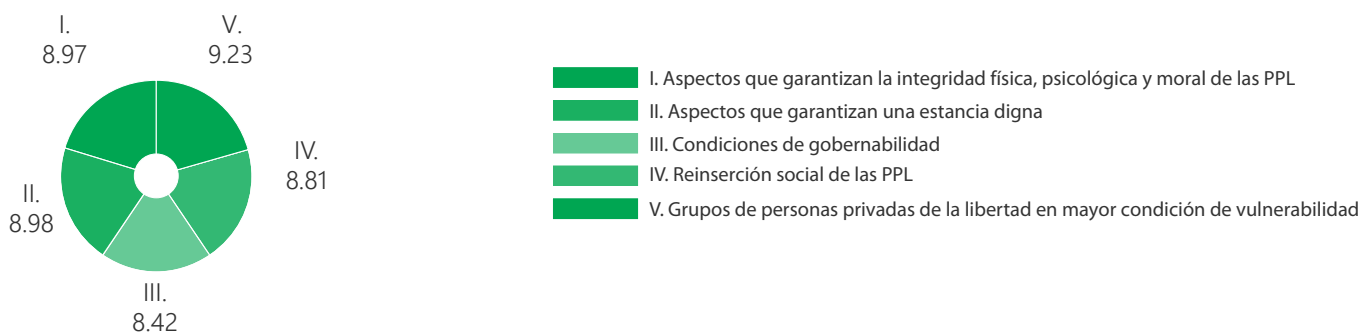 I.
8.97
V.
9.23
IV.
8.81
II.
8.98
III.
8.42
I. Aspectos que garantizan la integridad física, psicológica y moral de las PPL
II. Aspectos que garantizan una estancia digna
III. Condiciones de gobernabilidad
IV. Reinserción social de las PPL
V. Grupos de personas privadas de la libertad en mayor condición de vulnerabilidad